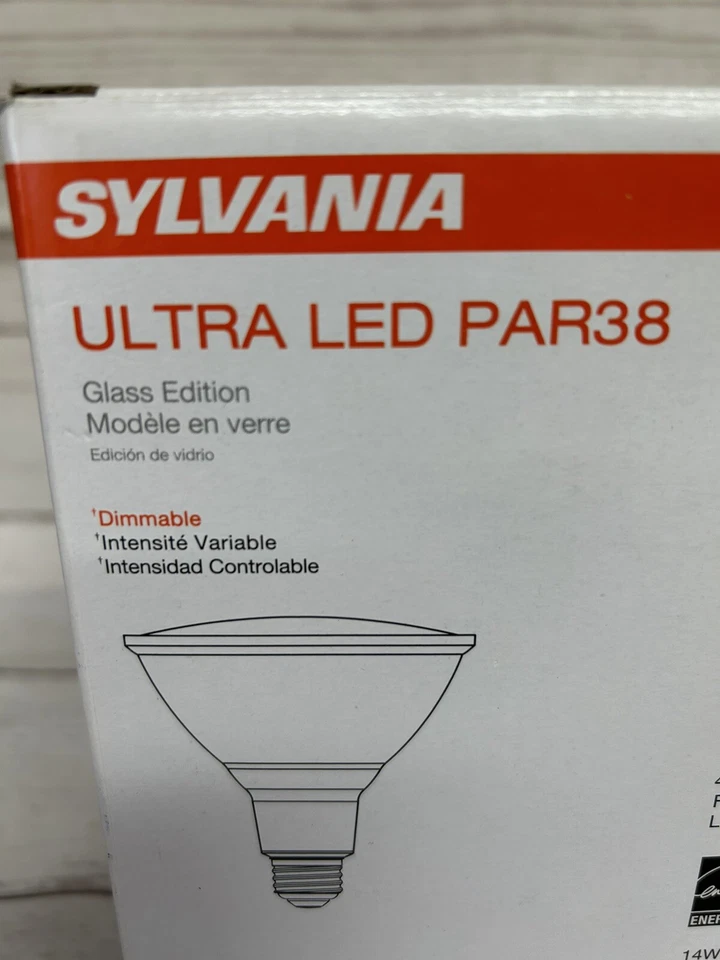 SYLVANIA
ULTRA LED PAR38
Glass Edition
Modèle en verre
Edición de vidrio
†Dimmable
†Intensité Variable
†Intensidad Controlable
14W